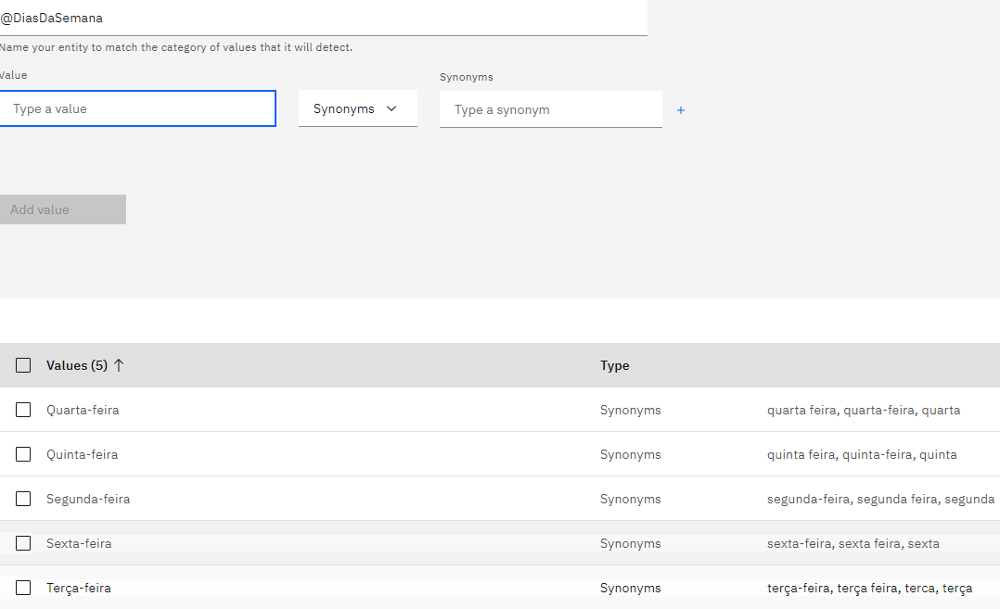 @DiasDaSemana
Name your entity to match the category of values that it will detect.
Value
Synonyms
Type a value
Synonyms
Type a synonym
+
Add value
Values (5) ↑ Type
Quarta-feira Synonyms quarta feira, quarta-feira, quarta
Quinta-feira Synonyms quinta feira, quinta-feira, quinta
Segunda-feira Synonyms segunda-feira, segunda feira, segunda
Sexta-feira Synonyms sexta-feira, sexta feira, sexta
Terça-feira Synonyms terça-feira, terça feira, terca, terça